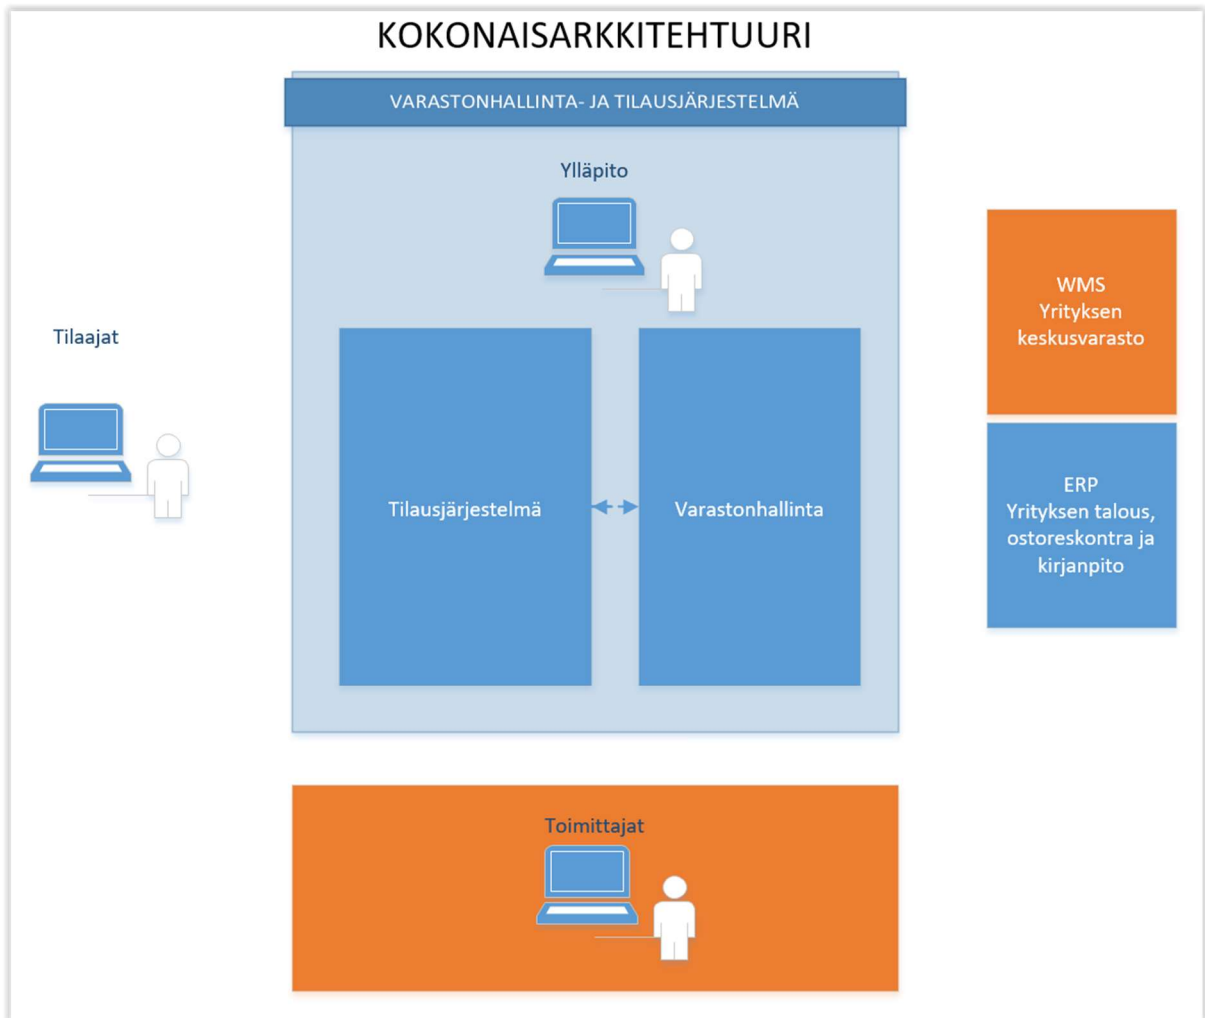 KOKONAISARKKITEHTUURI
VARASTONHALLINTA- JA TILAUSJÄRJESTELMÄ
Ylläpito
Tilaajat
Tilausjärjestelmä
Varastonhallinta
WMS
Yrityksen
keskusvarasto
ERP
Yrityksen talous,
ostoreskontra ja
kirjanpito
Toimittajat